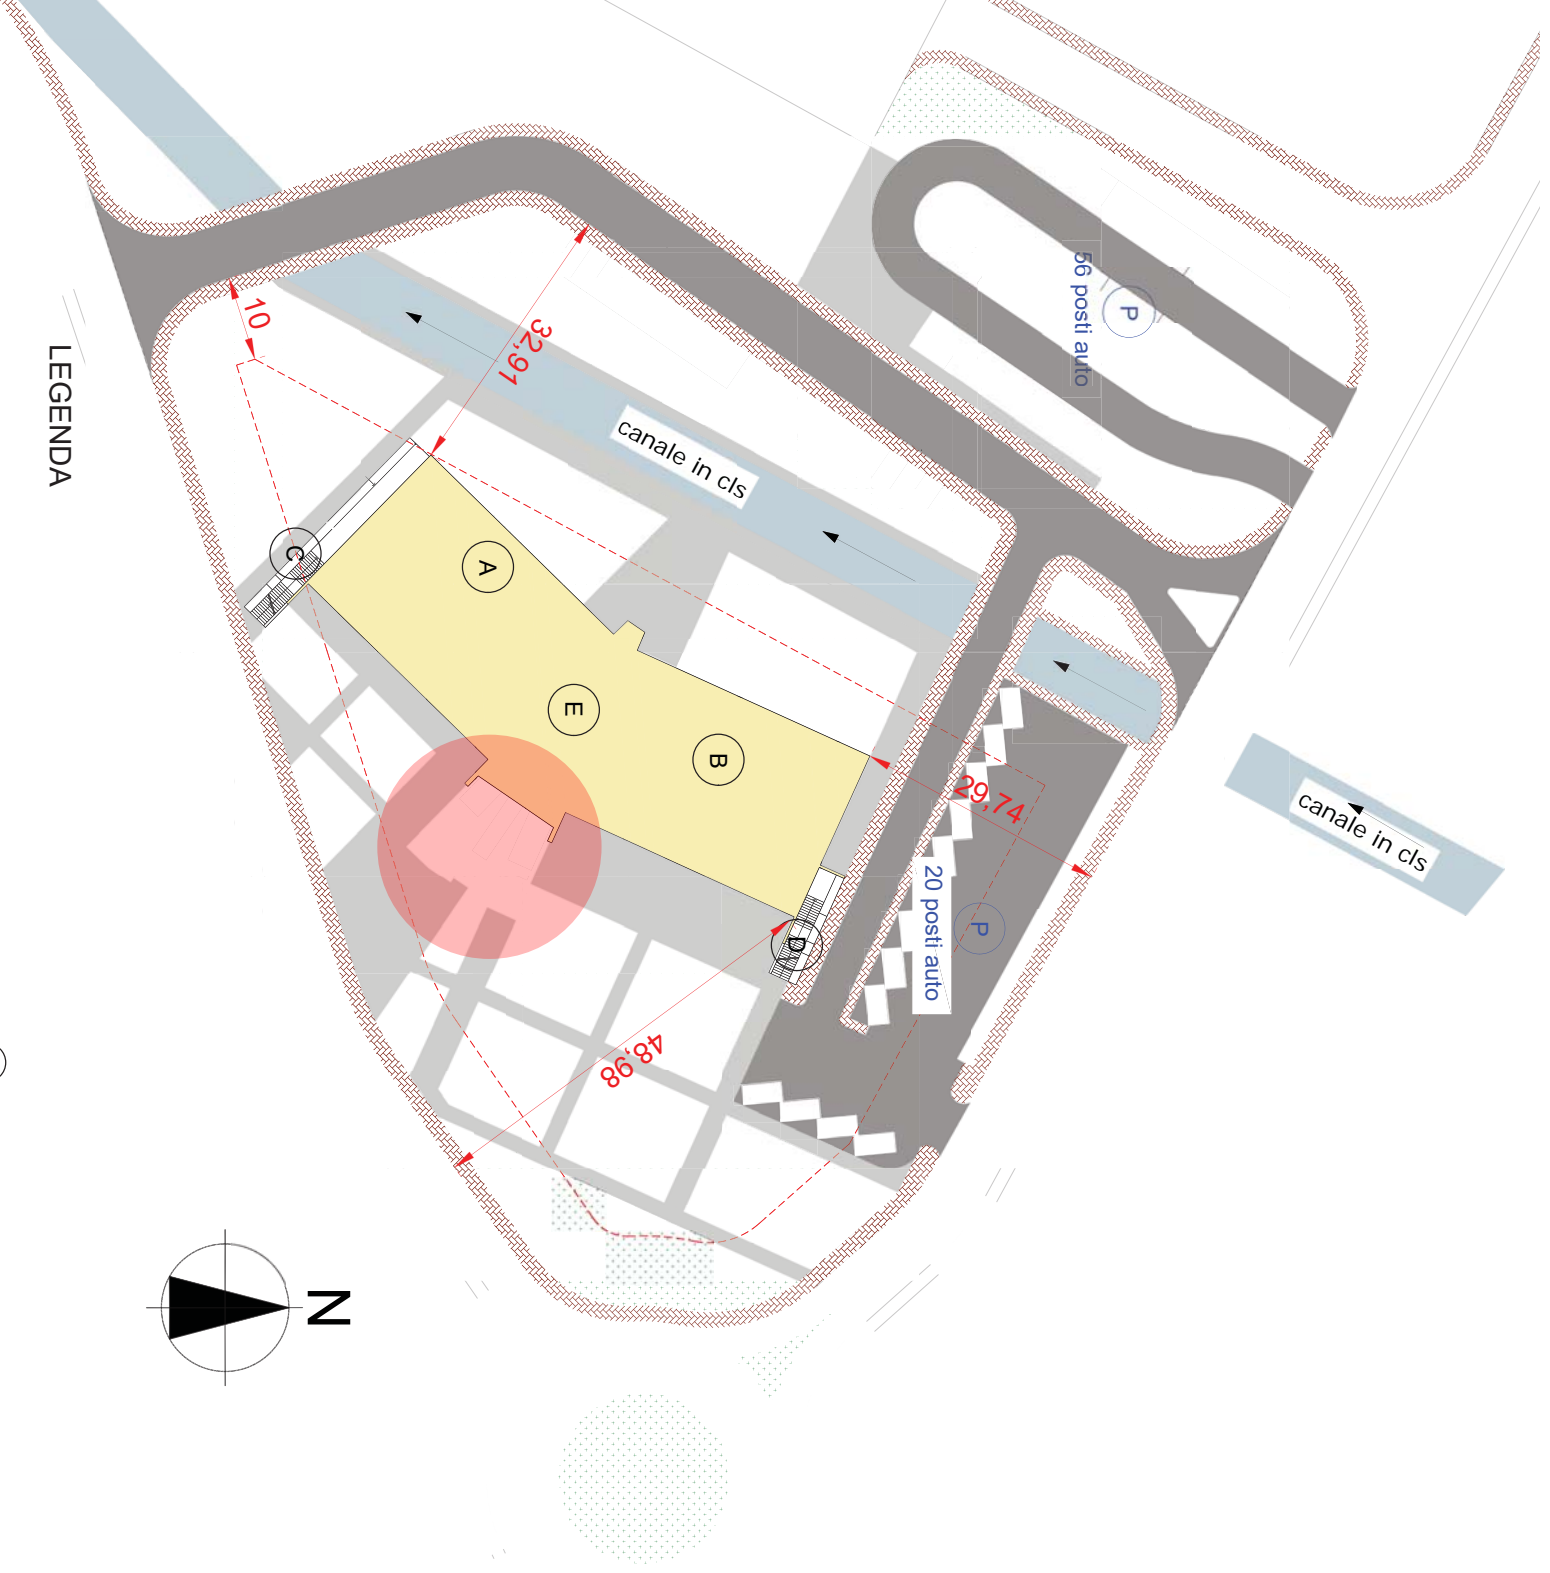 56 posti auto
P
10
32,91
LEGENDA
canale in cls
C
A
E
B
29,74
canale in cls
20 posti auto
P
D
48,98
N